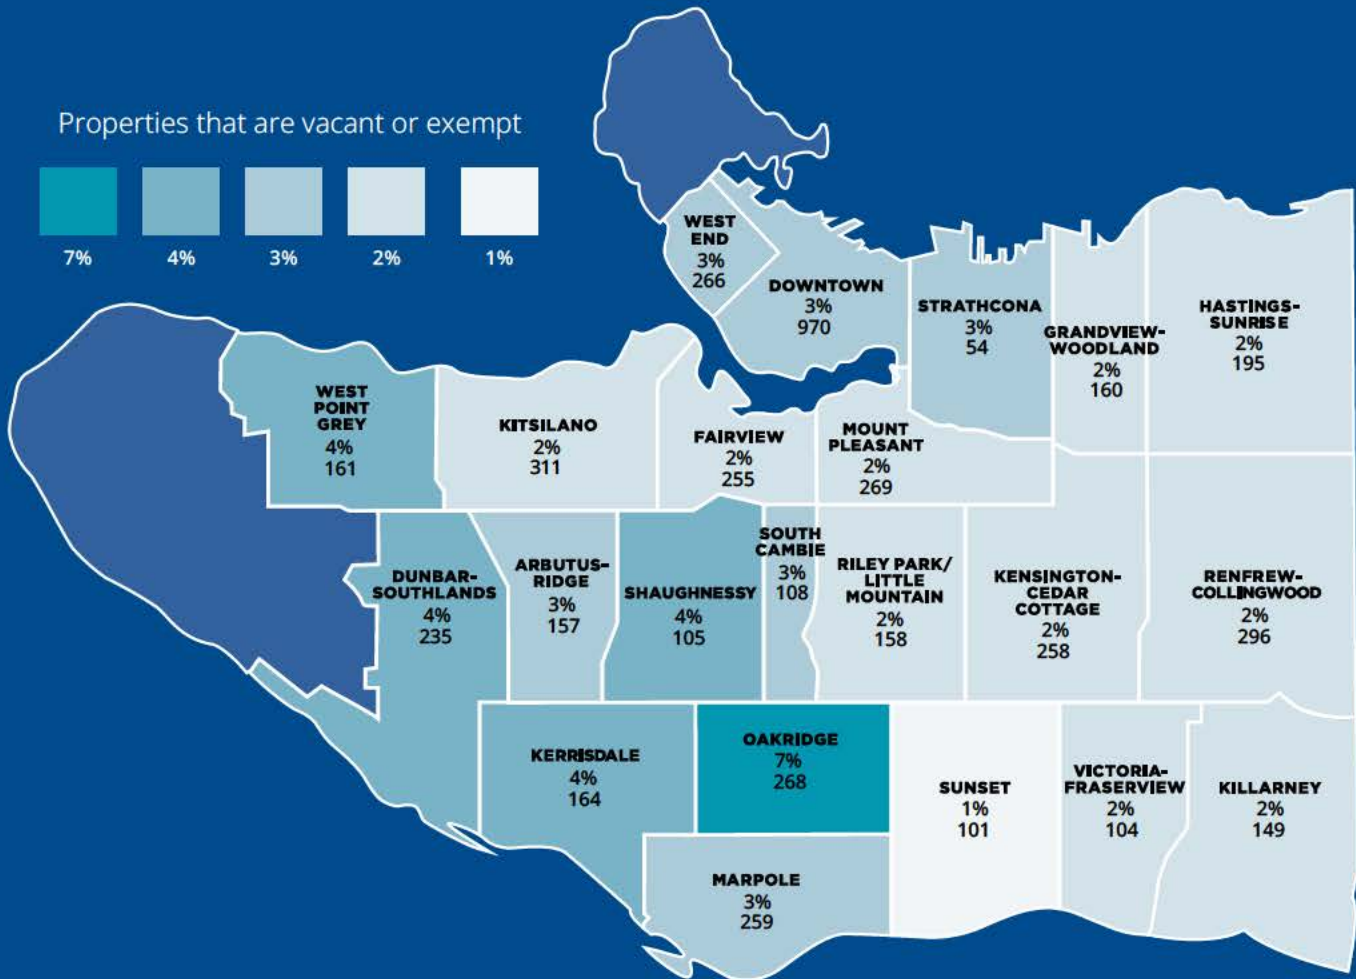 Properties that are vacant or exempt
7%
4%
3%
2%
1%
WEST
END
3%
266
DOWNTOWN
3%
970
STRATHCONA
3%
54
GRANDVIEW-
WOODLAND
2%
160
HASTINGS-
SUNRISE
2%
195
WEST
POINT
GREY
4%
161
KITSILANO
2%
311
FAIRVIEW
2%
255
MOUNT
PLEASANT
2%
269
DUNBAR-
SOUTHLANDS
4%
235
ARBUTUS-
RIDGE
3%
157
SHAUGHNESSY
4%
105
SOUTH
CAMBIE
3%
108
RILEY PARK/
LITTLE
MOUNTAIN
2%
158
KENSINGTON-
CEDAR
COTTAGE
2%
258
RENFREW-
COLLINGWOOD
2%
296
KERRISDALE
4%
164
OAKRIDGE
7%
268
SUNSET
1%
101
VICTORIA-
FRASERVIEW
2%
104
KILLARNEY
2%
149
MARPOLE
3%
259